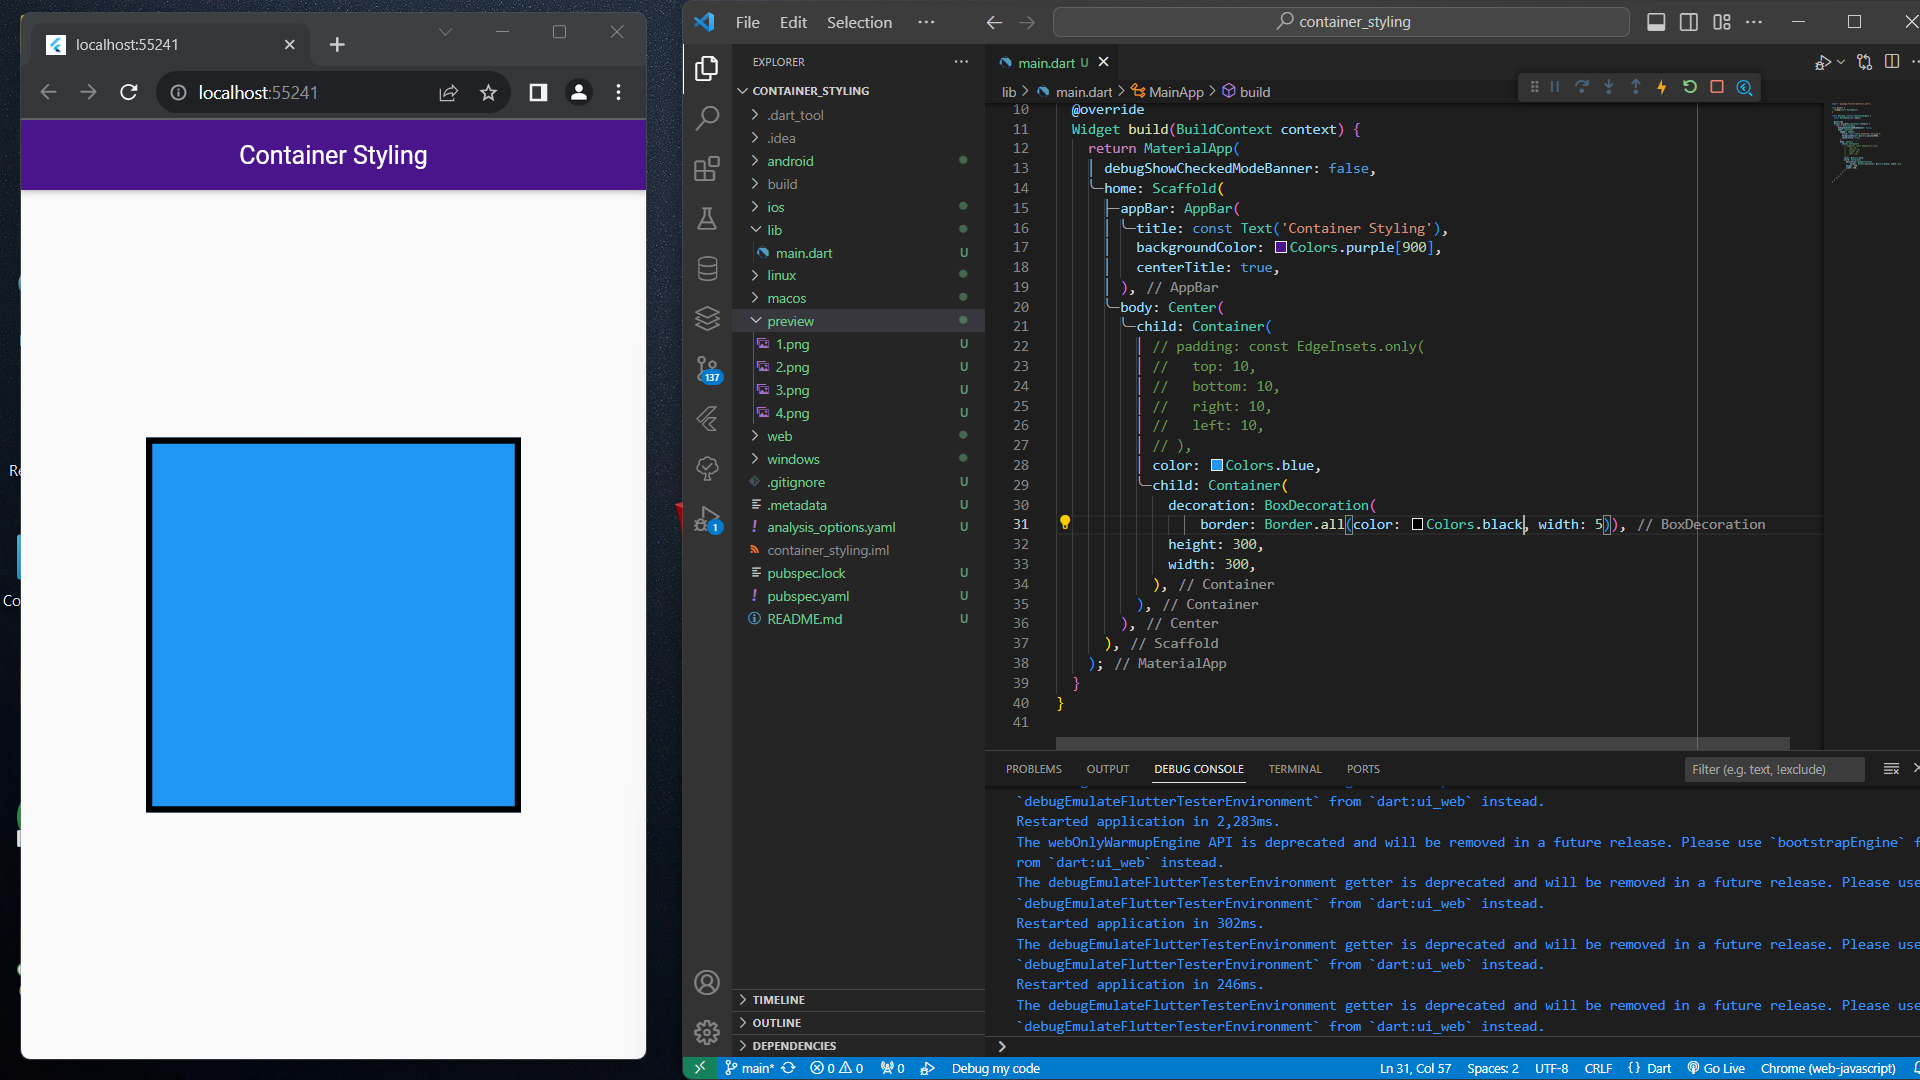 localhost:55241
localhost:55241
Container Styling
Re
Co
File Edit Selection ···
container_styling
EXPLORER
CONTAINER_STYLING
.dart_tool
.idea
android
build
ios
lib
main.dart U
linux
macos
preview
1.png U
2.png U
3.png U
4.png U
web
windows
.gitignore U
.metadata U
analysis_options.yaml U
container_styling.iml
pubspec.lock U
pubspec.yaml U
README.md U
137
1
TIMELINE
OUTLINE
DEPENDENCIES
main.dart U
lib > main.dart > MainApp > build
10 @override
11 Widget build(BuildContext context) {
12 return MaterialApp(
13 debugShowCheckedModeBanner: false,
14 home: Scaffold(
15 appBar: AppBar(
16 title: const Text('Container Styling'),
17 backgroundColor: Colors.purple[900],
18 centerTitle: true,
19 ), // AppBar
20 body: Center(
21 child: Container(
22 // padding: const EdgeInsets.only(
23 //   top: 10,
24 //   bottom: 10,
25 //   right: 10,
26 //   left: 10,
27 // ),
28 color: Colors.blue,
29 child: Container(
30 decoration: BoxDecoration(
31 border: Border.all(color: Colors.black, width: 5)), // BoxDecoration
32 height: 300,
33 width: 300,
34 ), // Container
35 ), // Container
36 ), // Center
37 ), // Scaffold
38 ); // MaterialApp
39 }
40 }
41
PROBLEMS OUTPUT DEBUG CONSOLE TERMINAL PORTS
Filter (e.g. text, !exclude)
`debugEmulateFlutterTesterEnvironment` from `dart:ui_web` instead.
Restarted application in 2,283ms.
The webOnlyWarmupEngine API is deprecated and will be removed in a future release. Please use `bootstrapEngine` f
rom `dart:ui_web` instead.
The debugEmulateFlutterTesterEnvironment getter is deprecated and will be removed in a future release. Please use
`debugEmulateFlutterTesterEnvironment` from `dart:ui_web` instead.
Restarted application in 302ms.
The debugEmulateFlutterTesterEnvironment getter is deprecated and will be removed in a future release. Please use
`debugEmulateFlutterTesterEnvironment` from `dart:ui_web` instead.
Restarted application in 246ms.
The debugEmulateFlutterTesterEnvironment getter is deprecated and will be removed in a future release. Please use
`debugEmulateFlutterTesterEnvironment` from `dart:ui_web` instead.
main* 0 0 0 Debug my code Ln 31, Col 57 Spaces: 2 UTF-8 CRLF {} Dart Go Live Chrome (web-javascript)